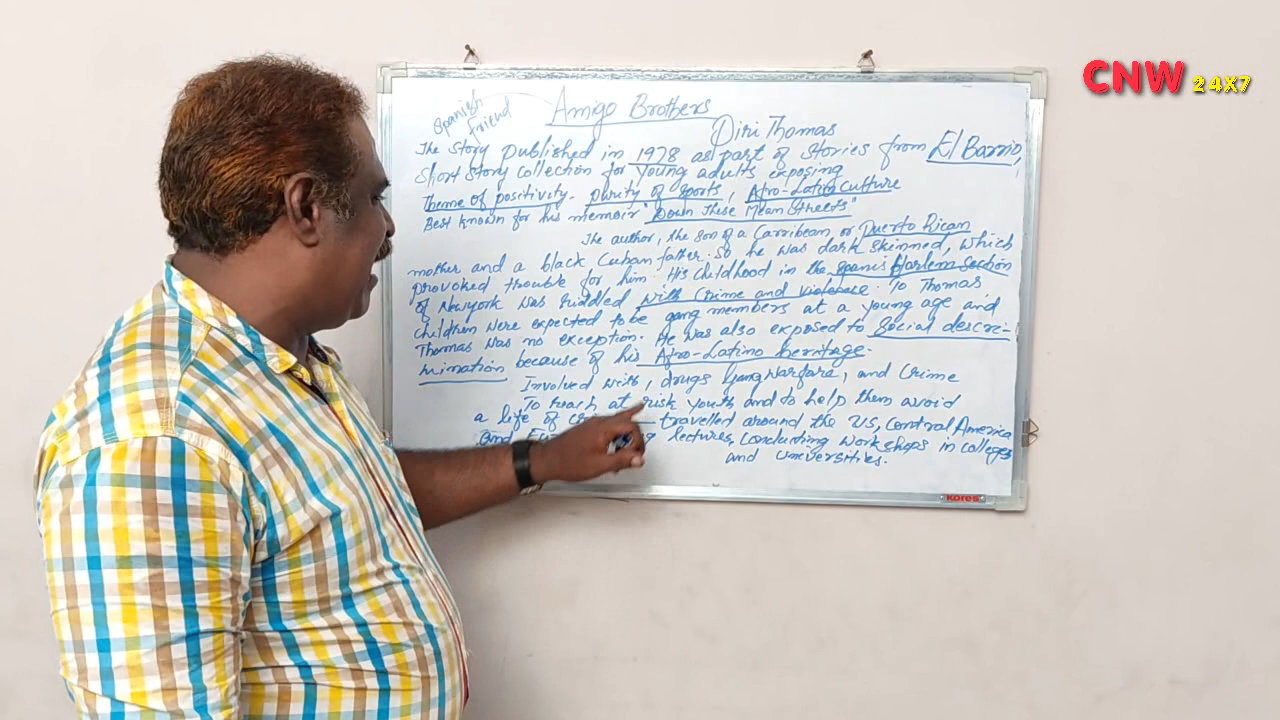 CNW 24X7
Spanish
friend
Amigo Brothers
Diri Thomas
The Story published in 1978 as part of stories from El Barrio,
Short Story collection for young adults exposing
Theme of positivity. purity of sports, Afro-Latino culture
Best known for his memoir "Down These Mean Streets"
The author, the son of a Carribean or Puerto Rican
mother and a black Cuban father. So he was dark skinned, which
provoked trouble for him. His childhood in the spanis Harlem Section
of Newyork was riddled with crime and violence. To Thomas
children were expected to be gang members at a young age and
Thomas was no exception. He was also exposed to Social descre-
mination because of his Afro-Latino heritage.
Involved with, drugs Gang warfare, and Crime
To reach at risk youth and do help them avoid
a life of travelled around the US, Central America
and lectures, Conducting workshops in colleges
and universities.
Kores